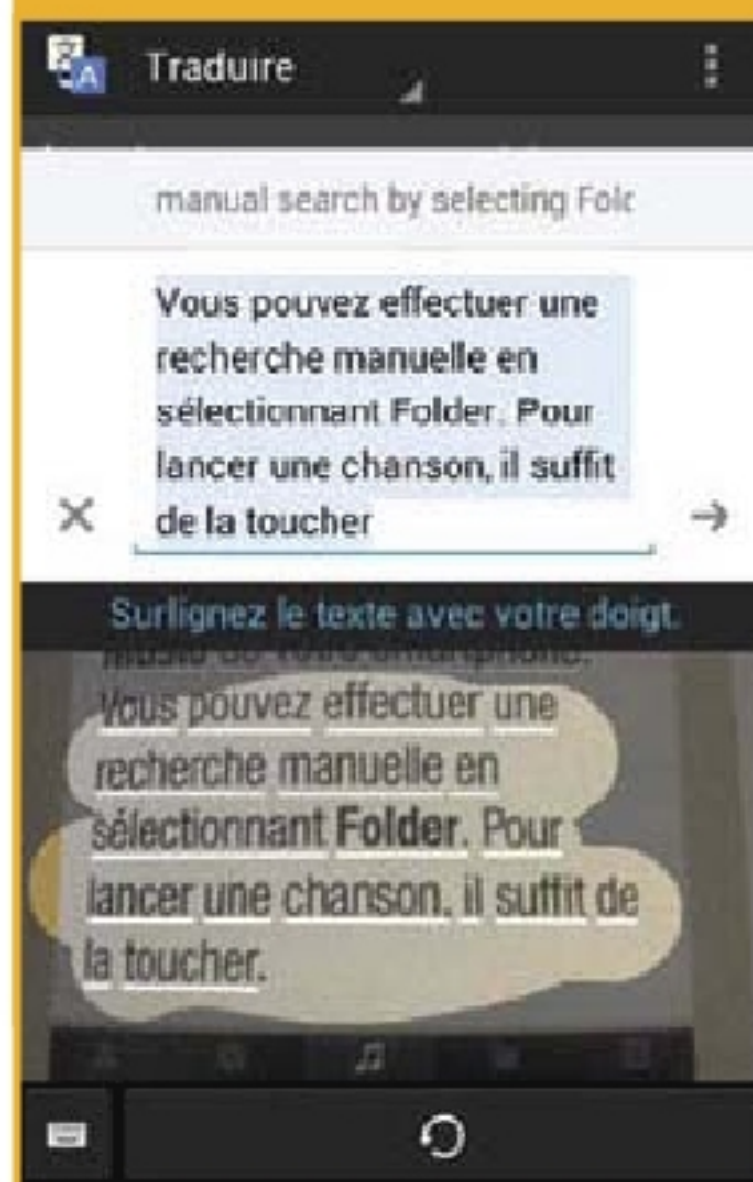 Traduire
manual search by selecting Fold
Vous pouvez effectuer une
recherche manuelle en
sélectionnant Folder. Pour
lancer une chanson, il suffit
de la toucher
Surlignez le texte avec votre doigt.
Vous pouvez effectuer une
recherche manuelle en
sélectionnant Folder. Pour
lancer une chanson, il suffit de
la toucher.